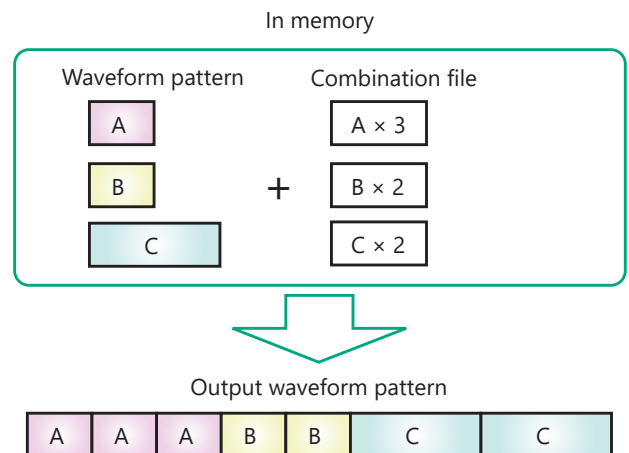 In memory
Waveform pattern Combination file
A A × 3
B + B × 2
C C × 2
Output waveform pattern
A A A B B C C